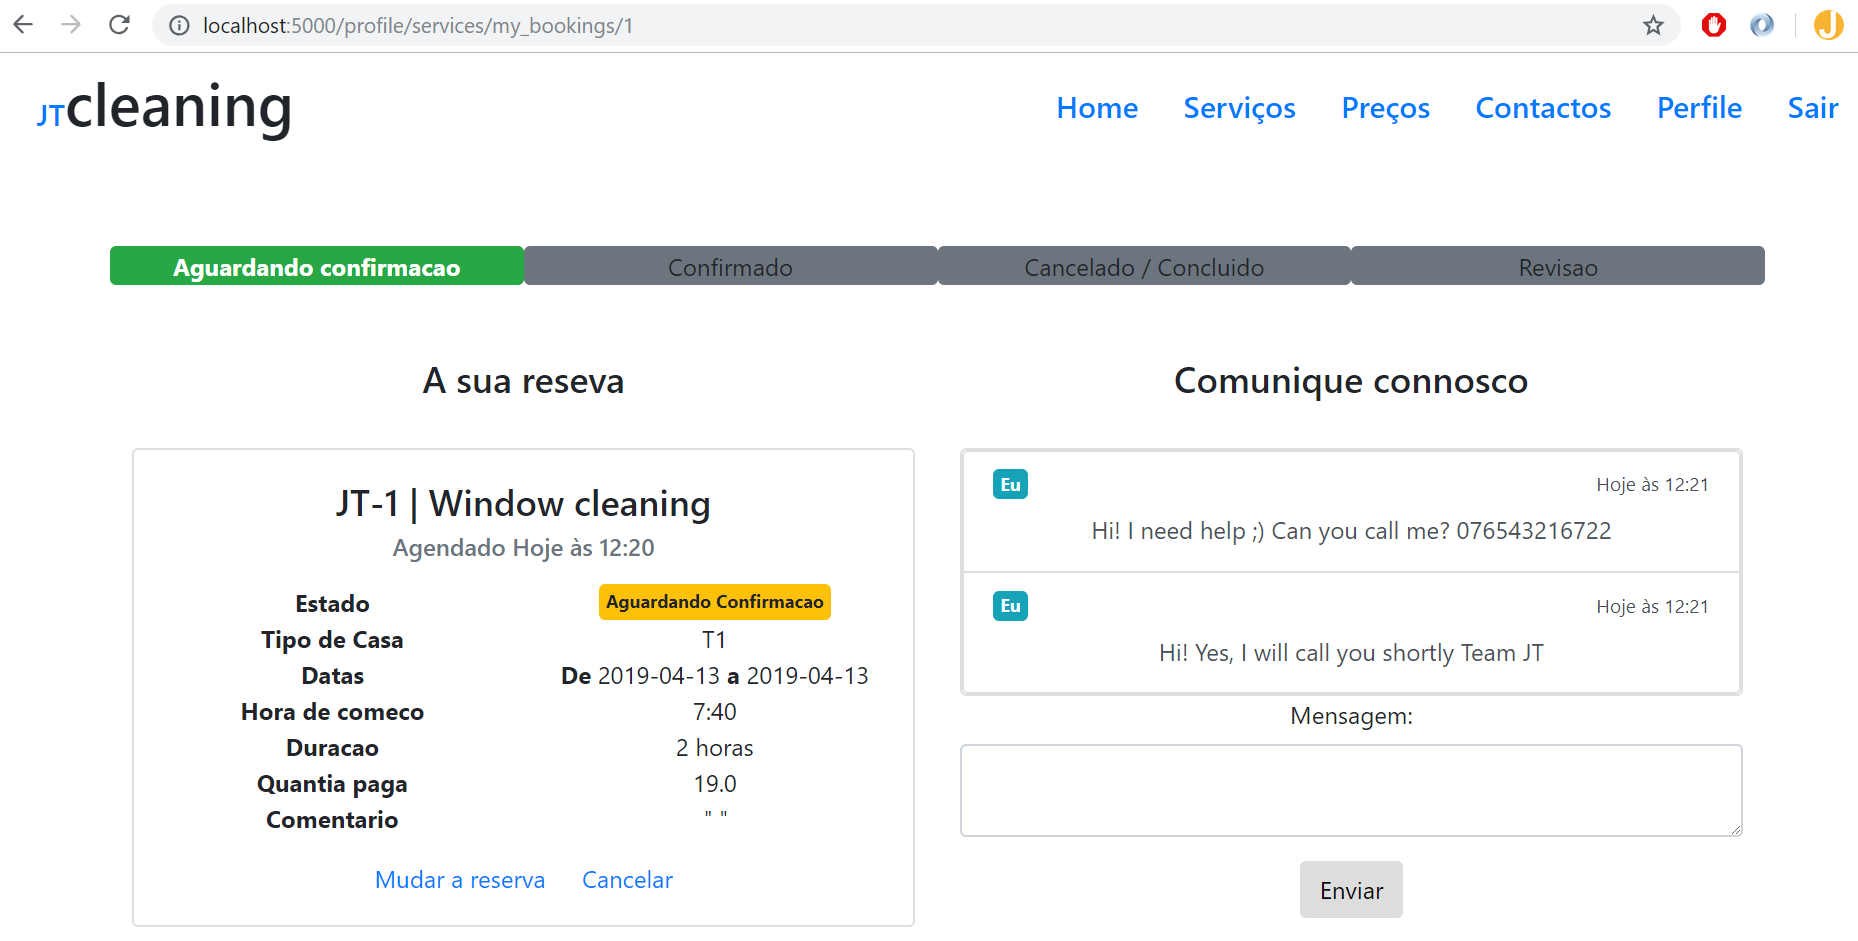 localhost:5000/profile/services/my_bookings/1
JTcleaning
Home Serviços Preços Contactos Perfile Sair
Aguardando confirmacao Confirmado Cancelado / Concluido Revisao
A sua reseva
JT-1 | Window cleaning
Agendado Hoje às 12:20
Estado Aguardando Confirmacao
Tipo de Casa T1
Datas De 2019-04-13 a 2019-04-13
Hora de comeco 7:40
Duracao 2 horas
Quantia paga 19.0
Comentario " "
Mudar a reserva Cancelar
Comunique connosco
Eu Hoje às 12:21
Hi! I need help ;) Can you call me? 076543216722
Eu Hoje às 12:21
Hi! Yes, I will call you shortly Team JT
Mensagem:
Enviar